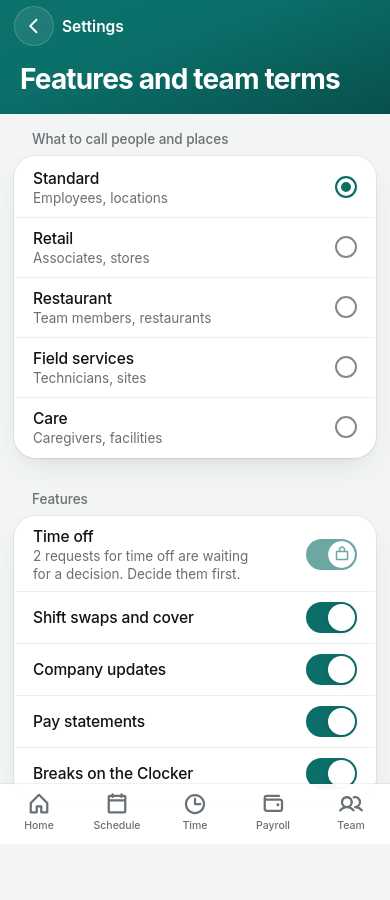 Settings
Features and team terms
What to call people and places
Standard
Employees, locations
Retail
Associates, stores
Restaurant
Team members, restaurants
Field services
Technicians, sites
Care
Caregivers, facilities
Features
Time off
2 requests for time off are waiting
for a decision. Decide them first.
Shift swaps and cover
Company updates
Pay statements
Breaks on the Clocker
Home
Schedule
Time
Payroll
Team